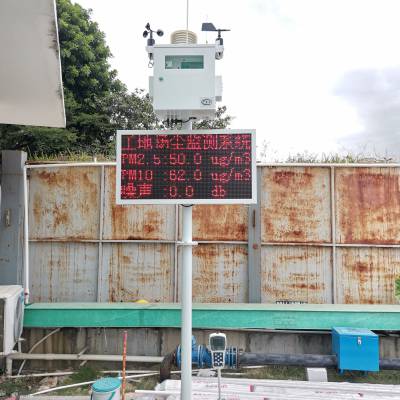 工地扬尘监测系统
PM2.5:50.0 ug/m3
PM10 :62.0 ug/m3
噪声 :0.0 db